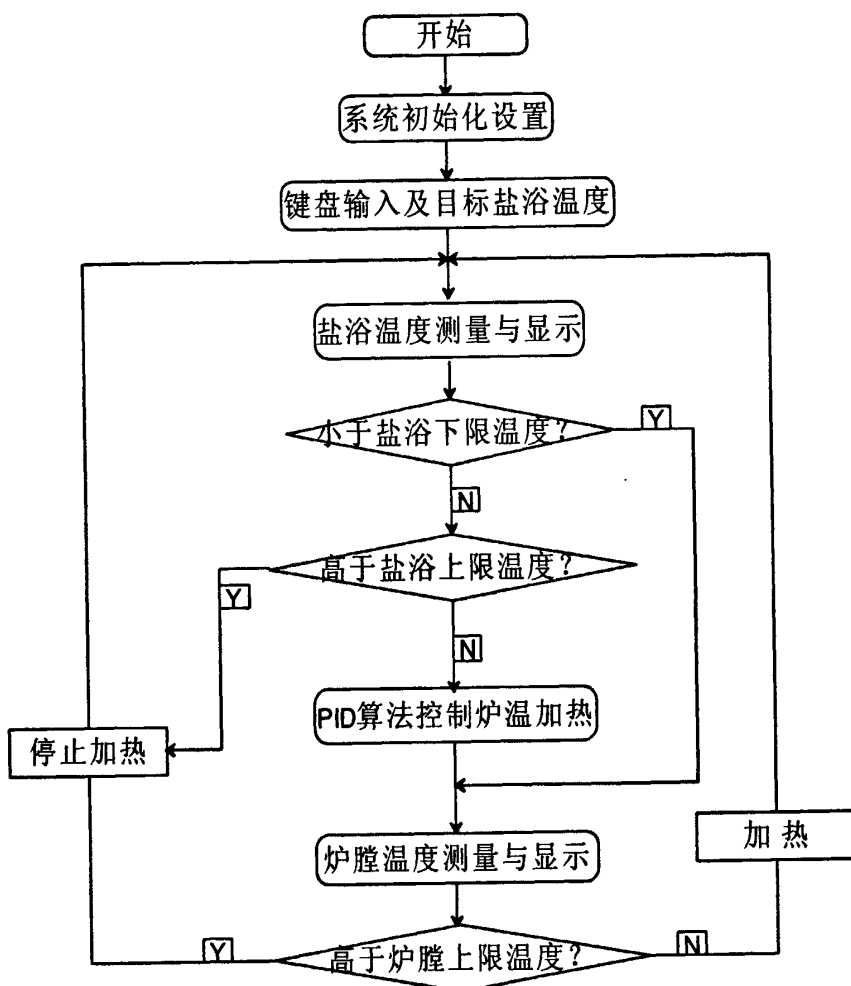 开始
系统初始化设置
键盘输入及目标盐浴温度
盐浴温度测量与显示
小于盐浴下限温度?
Y
N
高于盐浴上限温度?
Y
N
PID算法控制炉温加热
停止加热
加热
炉膛温度测量与显示
Y
高于炉膛上限温度?
N